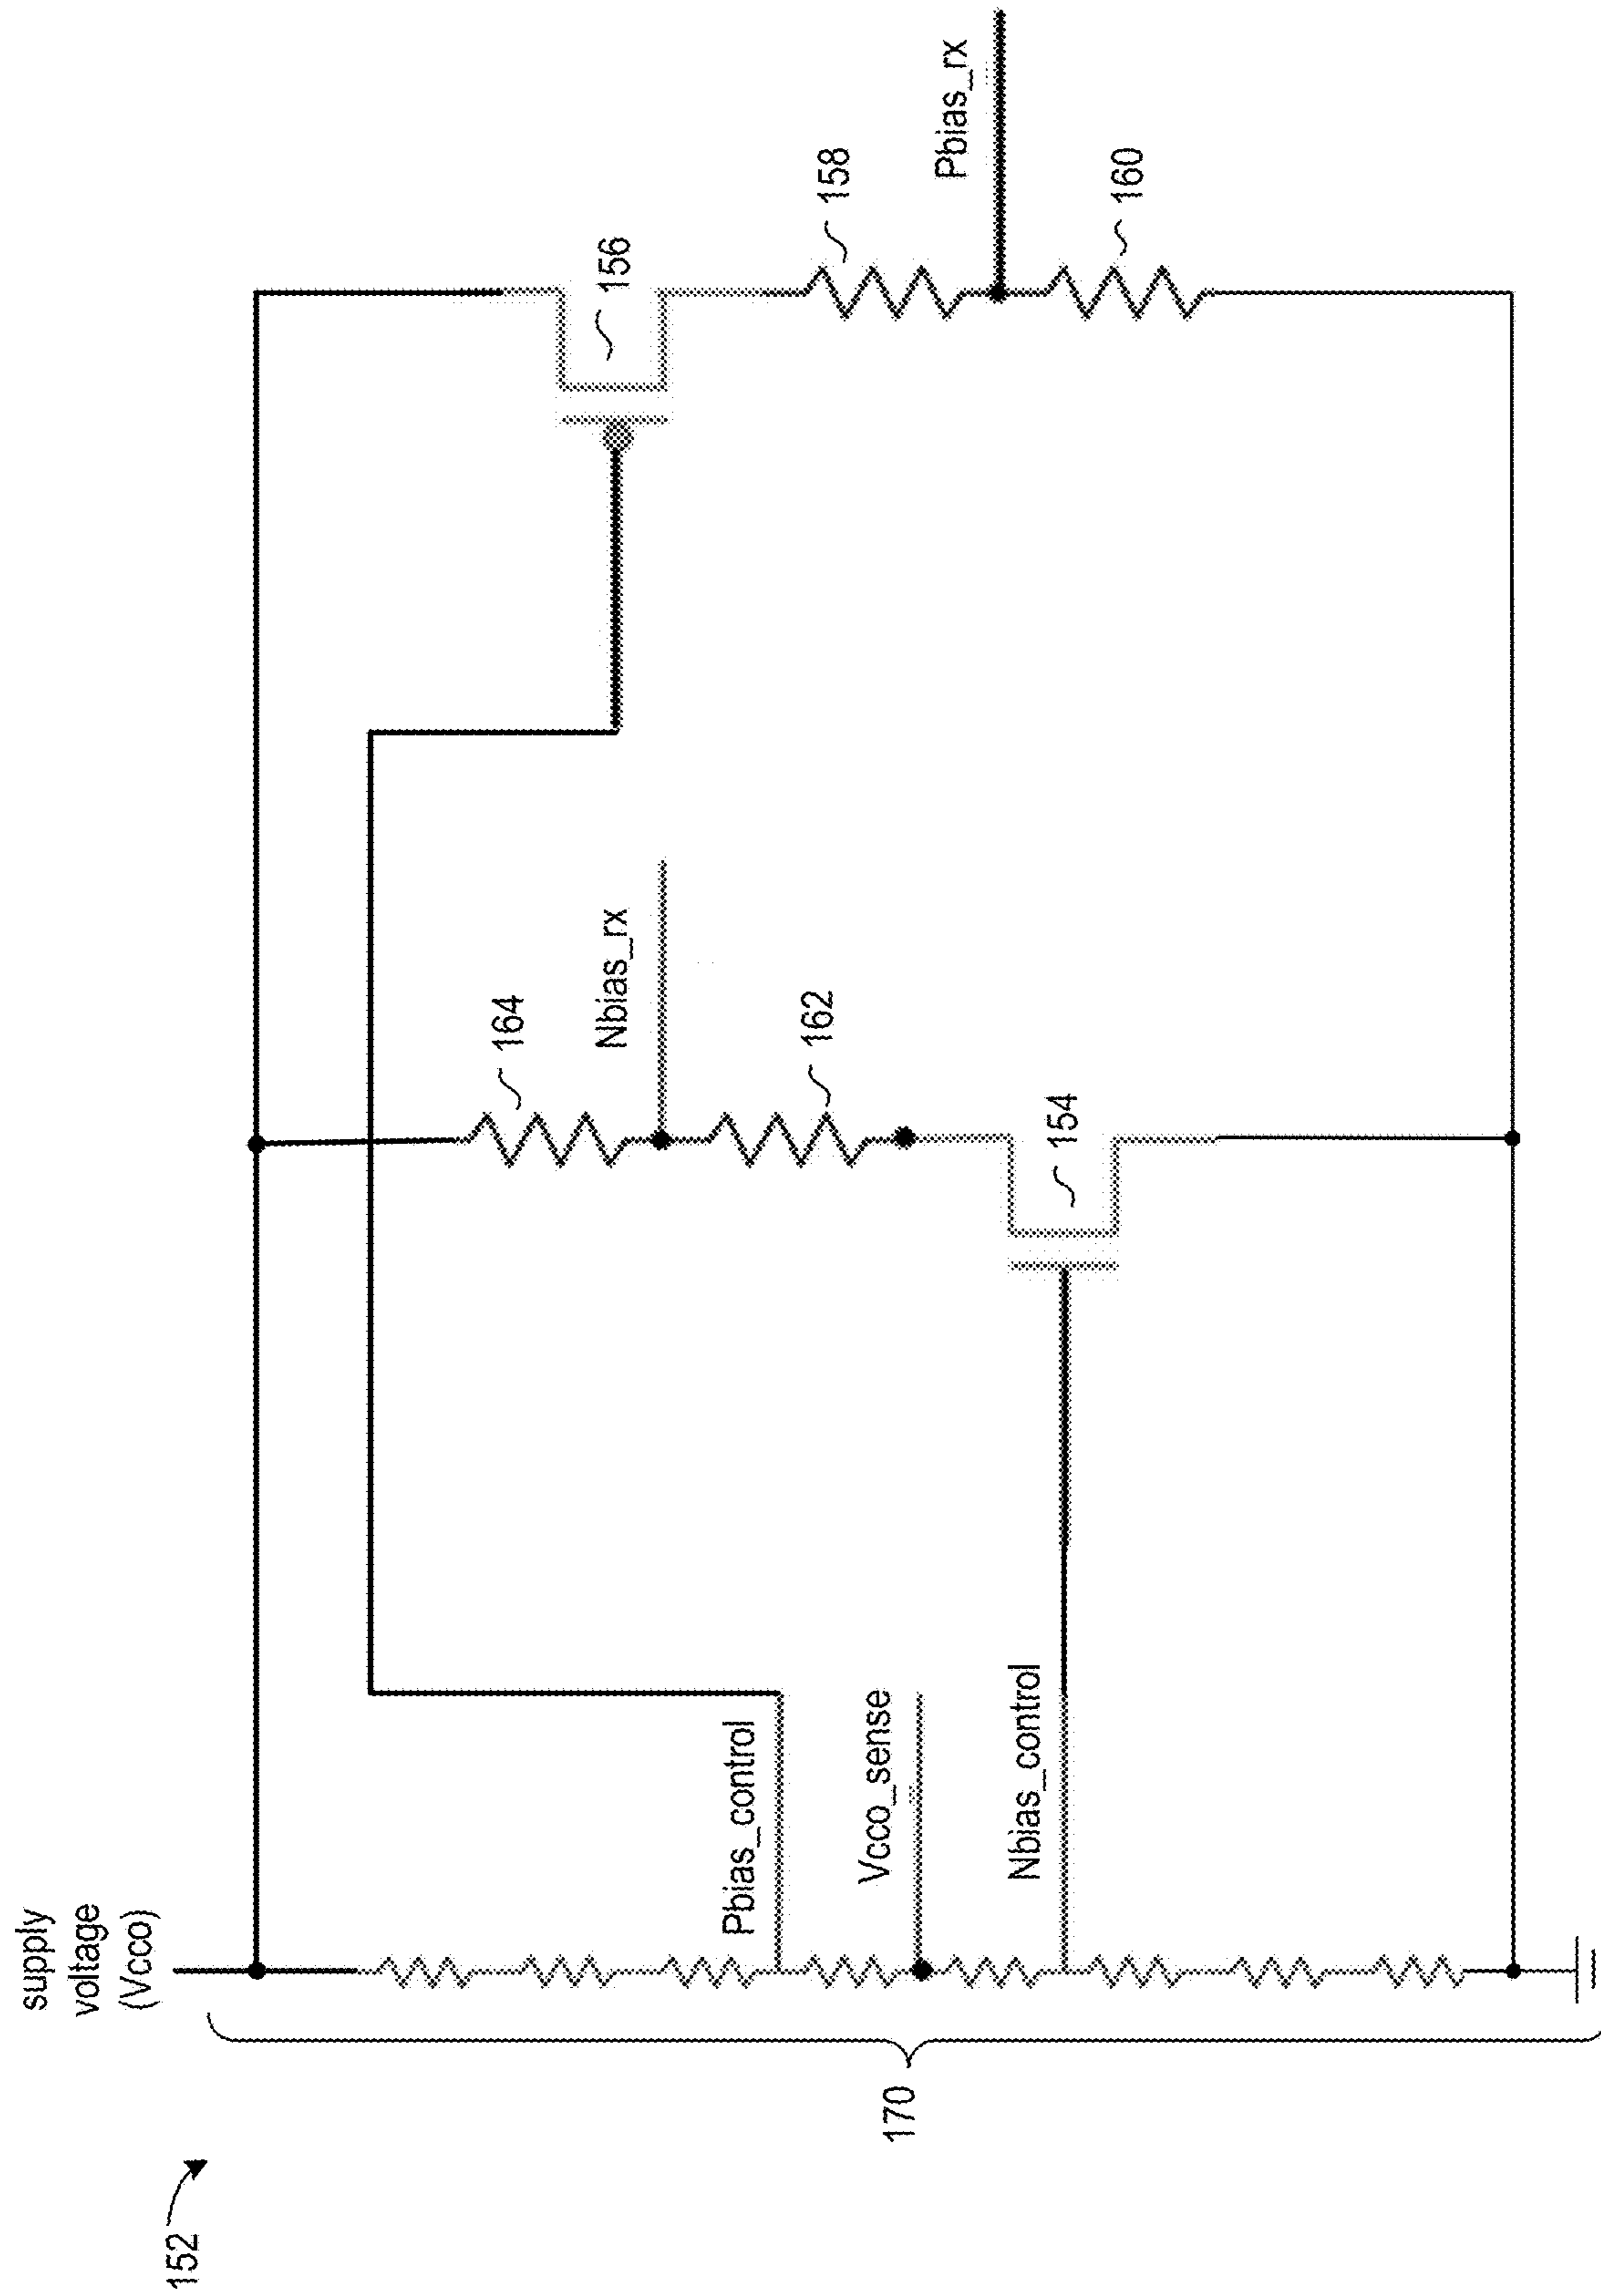 152
170
supply
voltage
(Vcco)
Pbias_control
Vcco_sense
Nbias_control
164
Nbias_rx
162
154
156
158
Pbias_rx
160